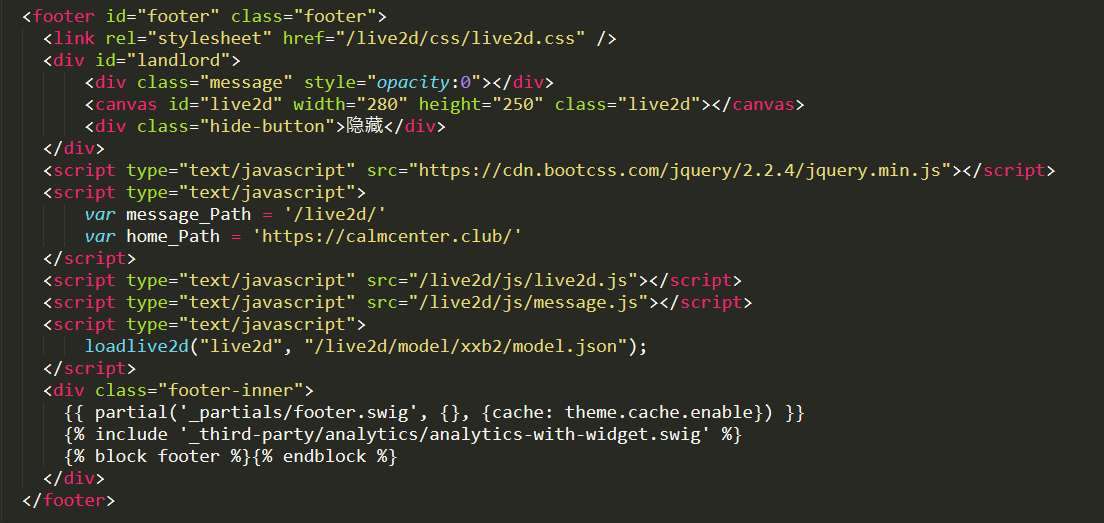 <footer id="footer" class="footer">
<link rel="stylesheet" href="/live2d/css/live2d.css" />
<div id="landlord">
<div class="message" style="opacity:0"></div>
<canvas id="live2d" width="280" height="250" class="live2d"></canvas>
<div class="hide-button">隐藏</div>
</div>
<script type="text/javascript" src="https://cdn.bootcss.com/jquery/2.2.4/jquery.min.js"></script>
<script type="text/javascript">
var message_Path = '/live2d/'
var home_Path = 'https://calmcenter.club/'
</script>
<script type="text/javascript" src="/live2d/js/live2d.js"></script>
<script type="text/javascript" src="/live2d/js/message.js"></script>
<script type="text/javascript">
loadlive2d("live2d", "/live2d/model/xxb2/model.json");
</script>
<div class="footer-inner">
{{ partial('_partials/footer.swig', {}, {cache: theme.cache.enable}) }}
{% include '_third-party/analytics/analytics-with-widget.swig' %}
{% block footer %}{% endblock %}
</div>
</footer>